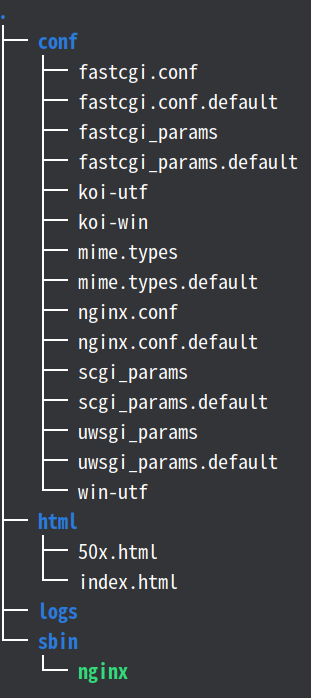 .
conf
fastcgi.conf
fastcgi.conf.default
fastcgi_params
fastcgi_params.default
koi-utf
koi-win
mime.types
mime.types.default
nginx.conf
nginx.conf.default
scgi_params
scgi_params.default
uwsgi_params
uwsgi_params.default
win-utf
html
50x.html
index.html
logs
sbin
nginx